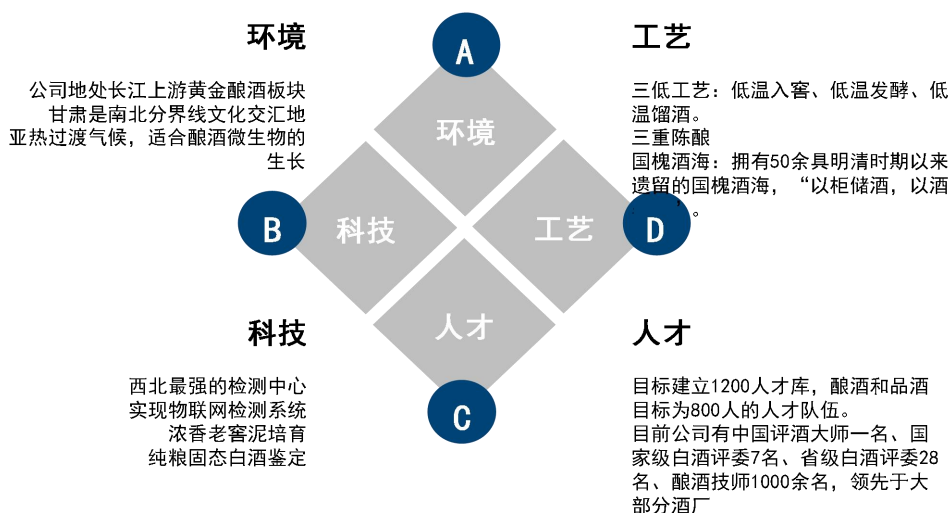 环境
公司地处长江上游黄金酿酒板块
甘肃是南北分界线文化交汇地
亚热过渡气候，适合酿酒微生物的
生长
A
环境
工艺
三低工艺：低温入窖、低温发酵、低
温馏酒。
三重陈酿
国槐酒海：拥有50余具明清时期以来
遗留的国槐酒海，“以柜储酒，以酒
’。
B
科技
工艺
D
科技
西北最强的检测中心
实现物联网检测系统
浓香老窖泥培育
纯粮固态白酒鉴定
人才
C
人才
目标建立1200人才库，酿酒和品酒
目标为800人的人才队伍。
目前公司有中国评酒大师一名、国
家级白酒评委7名、省级白酒评委28
名、酿酒技师1000余名，领先于大
部分酒厂